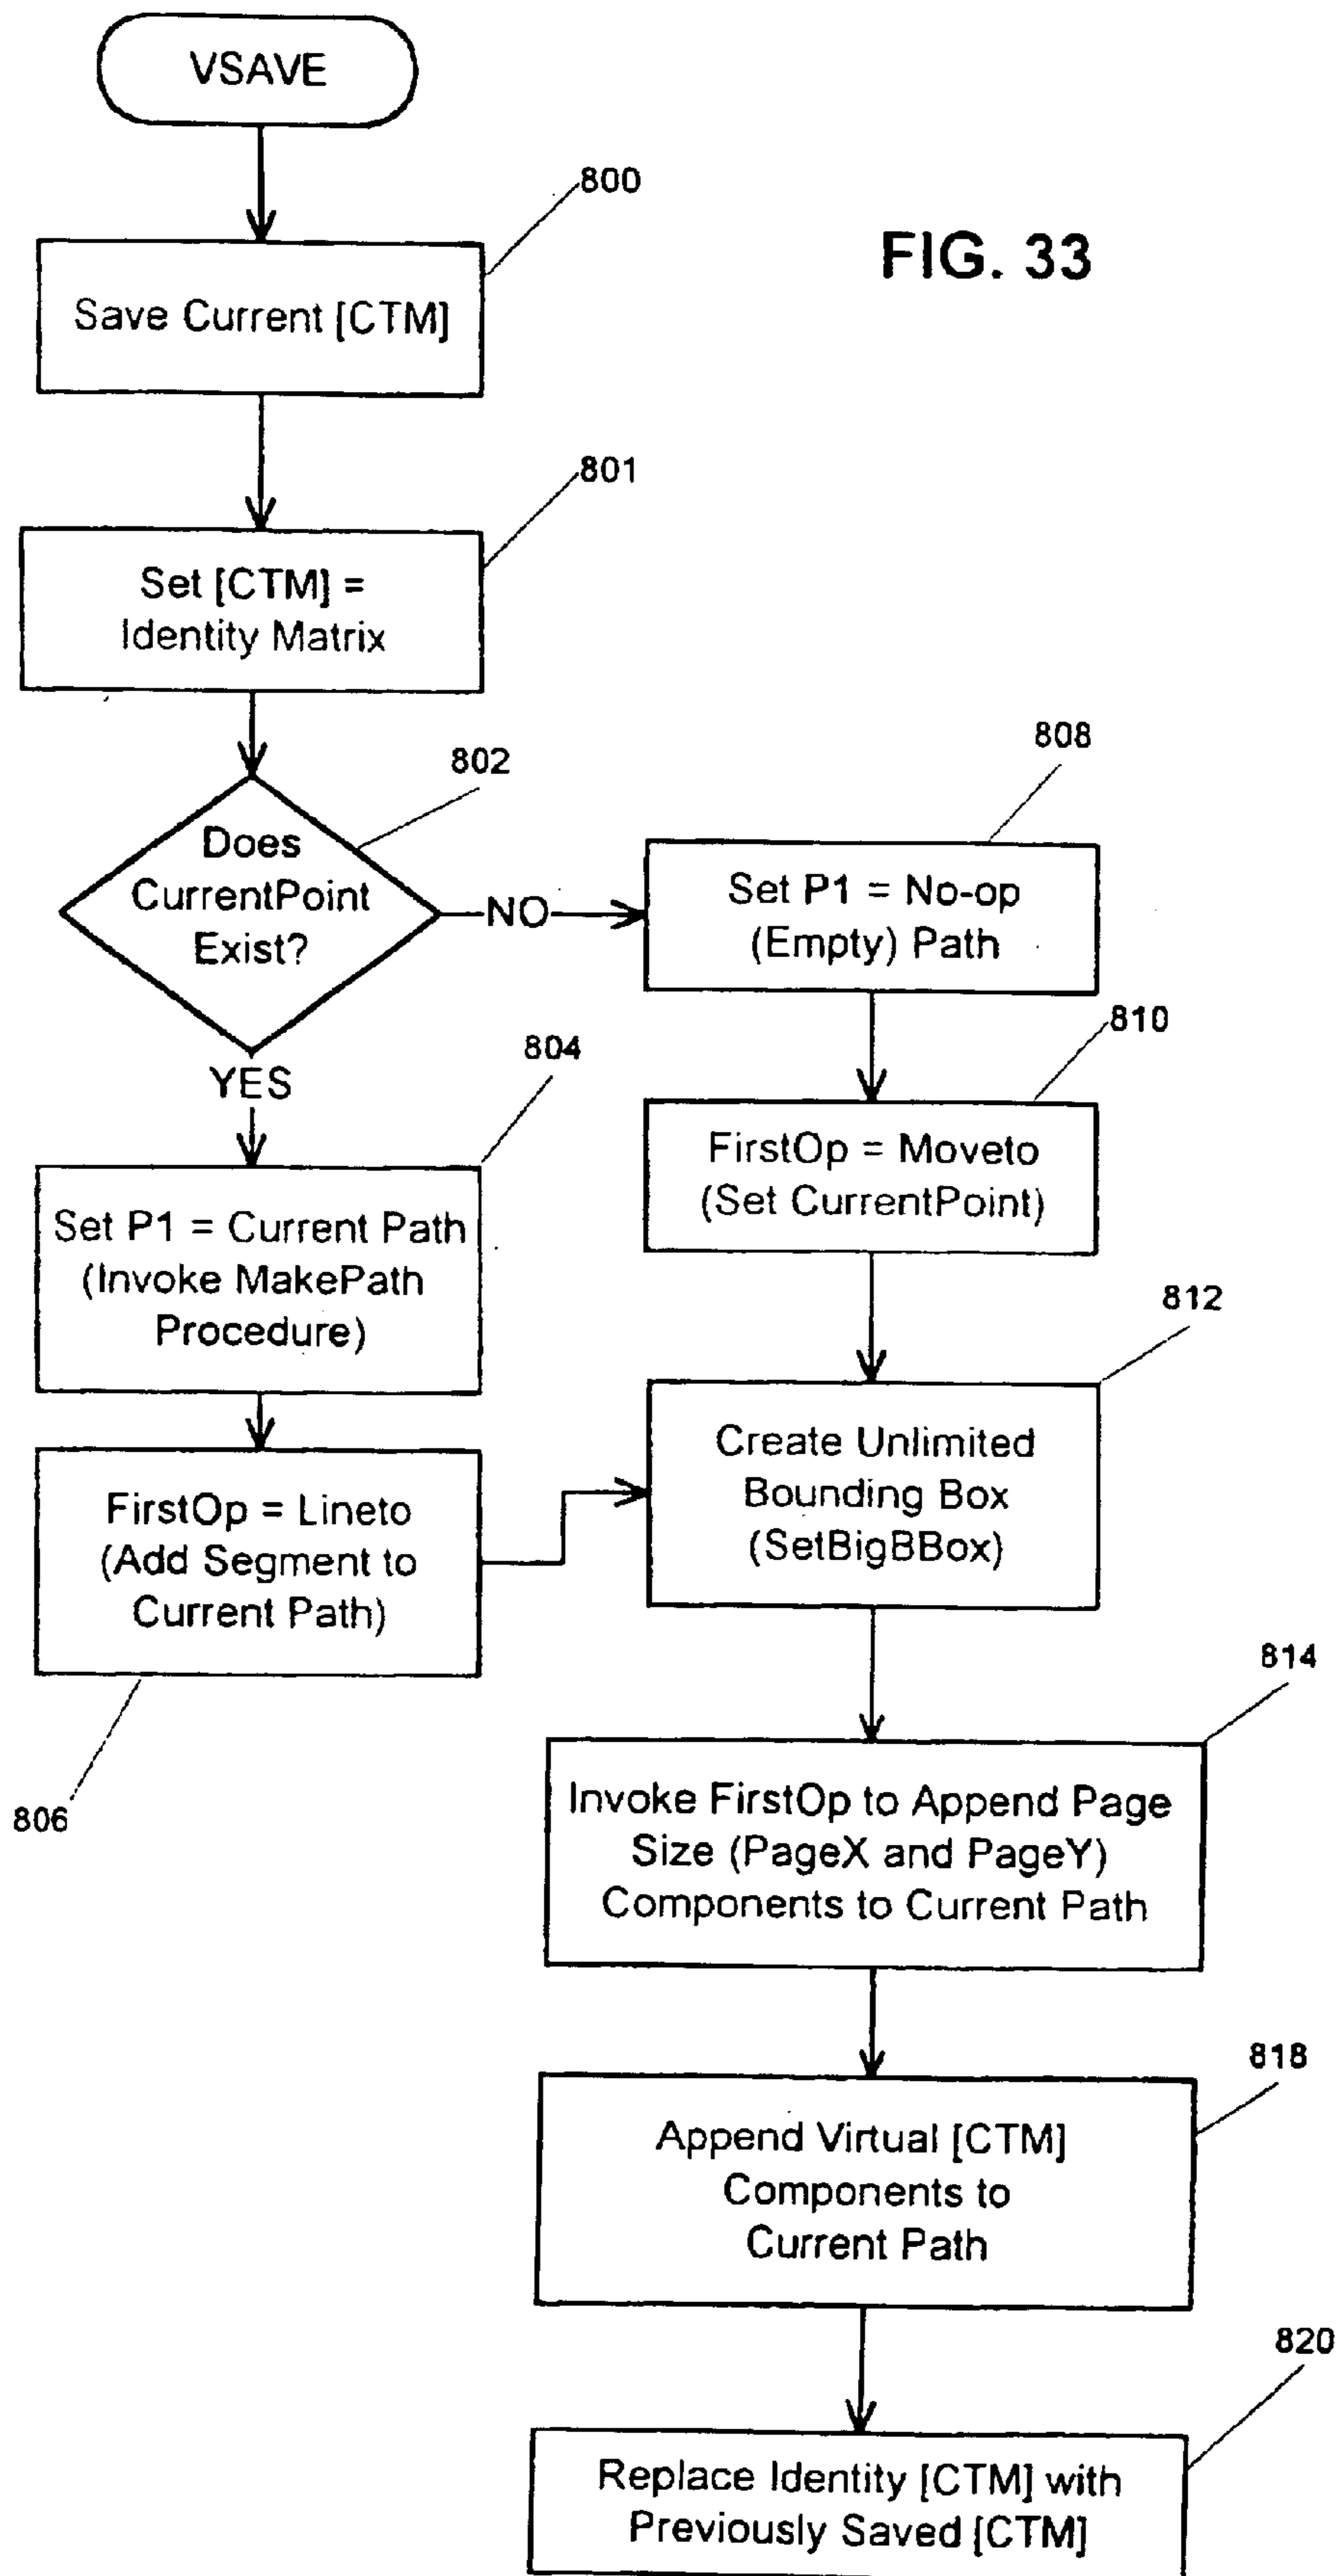 VSAVE
800
FIG. 33
Save Current [CTM]
801
Set [CTM] =
Identity Matrix
802
808
Does
CurrentPoint
Exist?
NO
Set P1 = No-op
(Empty) Path
YES
804
810
FirstOp = Moveto
(Set CurrentPoint)
Set P1 = Current Path
(Invoke MakePath
Procedure)
812
Create Unlimited
Bounding Box
(SetBigBBox)
FirstOp = Lineto
(Add Segment to
Current Path)
806
814
Invoke FirstOp to Append Page
Size (PageX and PageY)
Components to Current Path
818
Append Virtual [CTM]
Components to
Current Path
820
Replace Identity [CTM] with
Previously Saved [CTM]